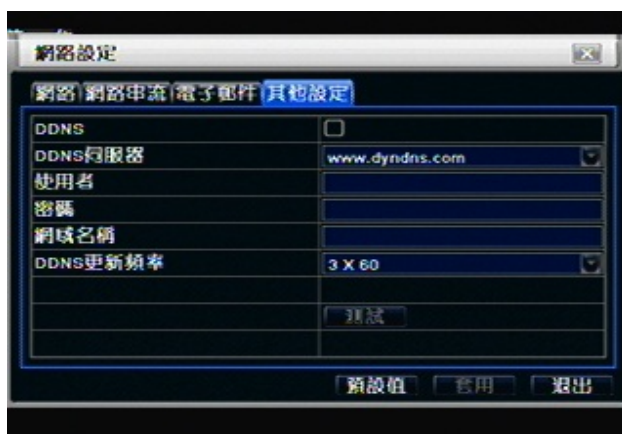 網路設定
網路 網路串流 電子郵件 其他設定
DDNS
DDNS伺服器 www.dyndns.com
使用者
密碼
網域名稱
DDNS更新頻率 3 X 60
測試
預設值 套用 退出